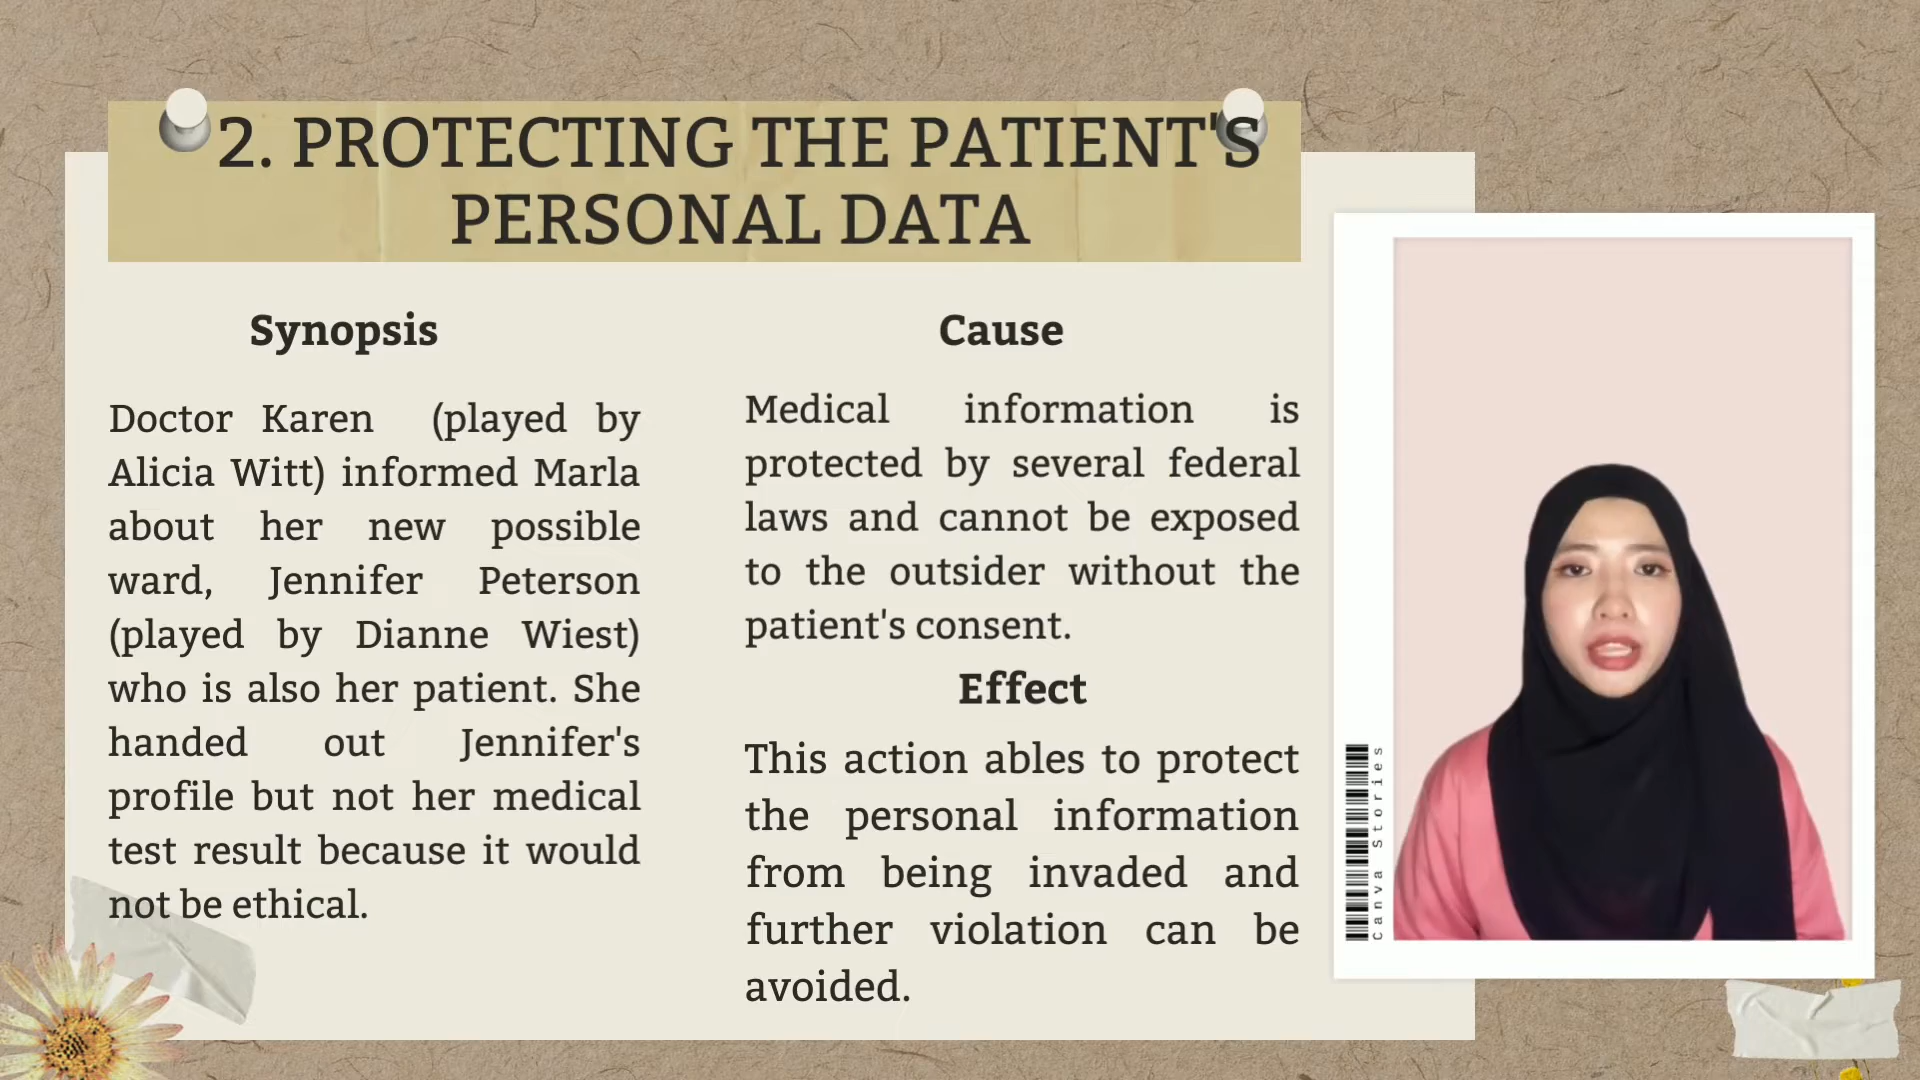 2. PROTECTING THE PATIENT'S
PERSONAL DATA
Synopsis
Doctor Karen (played by
Alicia Witt) informed Marla
about her new possible
ward, Jennifer Peterson
(played by Dianne Wiest)
who is also her patient. She
handed out Jennifer's
profile but not her medical
test result because it would
not be ethical.
Cause
Medical information is
protected by several federal
laws and cannot be exposed
to the outsider without the
patient's consent.
Effect
This action ables to protect
the personal information
from being invaded and
further violation can be
avoided.
Canva Stories